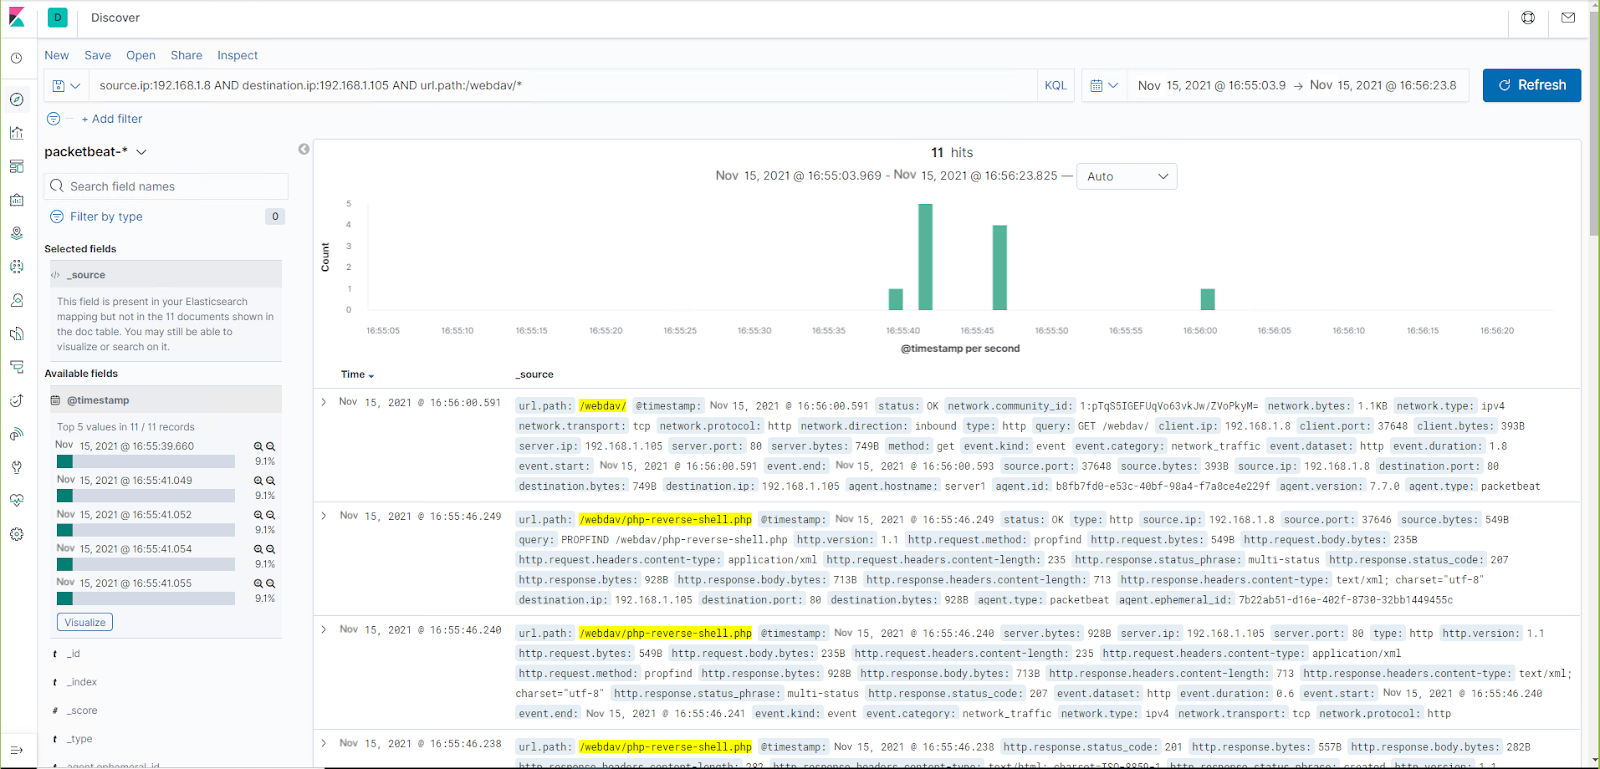 D Discover
New Save Open Share Inspect
source.ip:192.168.1.8 AND destination.ip:192.168.1.105 AND url.path:/webdav/* KQL Nov 15, 2021 @ 16:55:03.9 → Nov 15, 2021 @ 16:56:23.8 Refresh
+ Add filter
packetbeat-*
Search field names
Filter by type 0
Selected fields
</> _source
This field is present in your Elasticsearch
mapping but not in the 11 documents shown in
the doc table. You may still be able to
visualize or search on it.
Available fields
@timestamp
Top 5 values in 11 / 11 records
Nov 15, 2021 @ 16:55:39.660
9.1%
Nov 15, 2021 @ 16:55:41.049
9.1%
Nov 15, 2021 @ 16:55:41.052
9.1%
Nov 15, 2021 @ 16:55:41.054
9.1%
Nov 15, 2021 @ 16:55:41.055
9.1%
Visualize
t _id
t _index
# _score
t _type
t agent.ephemeral_id
11 hits
Nov 15, 2021 @ 16:55:03.969 - Nov 15, 2021 @ 16:56:23.825 — Auto
Count
5
4
3
2
1
0
16:55:05 16:55:10 16:55:15 16:55:20 16:55:25 16:55:30 16:55:35 16:55:40 16:55:45 16:55:50 16:55:55 16:56:00 16:56:05 16:56:10 16:56:15 16:56:20
@timestamp per second
Time _source
Nov 15, 2021 @ 16:56:00.591 url.path: /webdav/ @timestamp: Nov 15, 2021 @ 16:56:00.591 status: OK network.community_id: 1:pTqS5IGEFUqVo63vkJw/ZVoPkyM= network.bytes: 1.1KB network.type: ipv4
network.transport: tcp network.protocol: http network.direction: inbound type: http query: GET /webdav/ client.ip: 192.168.1.8 client.port: 37648 client.bytes: 393B
server.ip: 192.168.1.105 server.port: 80 server.bytes: 749B method: get event.kind: event event.category: network_traffic event.dataset: http event.duration: 1.8
event.start: Nov 15, 2021 @ 16:56:00.591 event.end: Nov 15, 2021 @ 16:56:00.593 source.port: 37648 source.bytes: 393B source.ip: 192.168.1.8 destination.port: 80
destination.bytes: 749B destination.ip: 192.168.1.105 agent.hostname: server1 agent.id: b8fb7fd0-e53c-40bf-98a4-f7a8ce4e229f agent.version: 7.7.0 agent.type: packetbeat
Nov 15, 2021 @ 16:55:46.249 url.path: /webdav/php-reverse-shell.php @timestamp: Nov 15, 2021 @ 16:55:46.249 status: OK type: http source.ip: 192.168.1.8 source.port: 37646 source.bytes: 549B
query: PROPFIND /webdav/php-reverse-shell.php http.version: 1.1 http.request.method: propfind http.request.bytes: 549B http.request.body.bytes: 235B
http.request.headers.content-type: application/xml http.request.headers.content-length: 235 http.response.status_phrase: multi-status http.response.status_code: 207
http.response.bytes: 928B http.response.body.bytes: 713B http.response.headers.content-length: 713 http.response.headers.content-type: text/xml; charset="utf-8"
destination.ip: 192.168.1.105 destination.port: 80 destination.bytes: 928B agent.type: packetbeat agent.ephemeral_id: 7b22ab51-d16e-402f-8730-32bb1449455c
Nov 15, 2021 @ 16:55:46.240 url.path: /webdav/php-reverse-shell.php @timestamp: Nov 15, 2021 @ 16:55:46.240 server.bytes: 928B server.ip: 192.168.1.105 server.port: 80 type: http http.version: 1.1
http.request.bytes: 549B http.request.body.bytes: 235B http.request.headers.content-length: 235 http.request.headers.content-type: application/xml
http.request.method: propfind http.response.bytes: 928B http.response.body.bytes: 713B http.response.headers.content-length: 713 http.response.headers.content-type: text/xml;
charset="utf-8" http.response.status_phrase: multi-status http.response.status_code: 207 event.dataset: http event.duration: 0.6 event.start: Nov 15, 2021 @ 16:55:46.240
event.end: Nov 15, 2021 @ 16:55:46.241 event.kind: event event.category: network_traffic network.type: ipv4 network.transport: tcp network.protocol: http
Nov 15, 2021 @ 16:55:46.238 url.path: /webdav/php-reverse-shell.php @timestamp: Nov 15, 2021 @ 16:55:46.238 http.response.status_code: 201 http.response.bytes: 557B http.response.body.bytes: 282B
http.response.headers.content-length: 282 http.response.headers.content-type: text/html; charset=ISO-8859-1 http.response.status_phrase: created http.version: 1.1